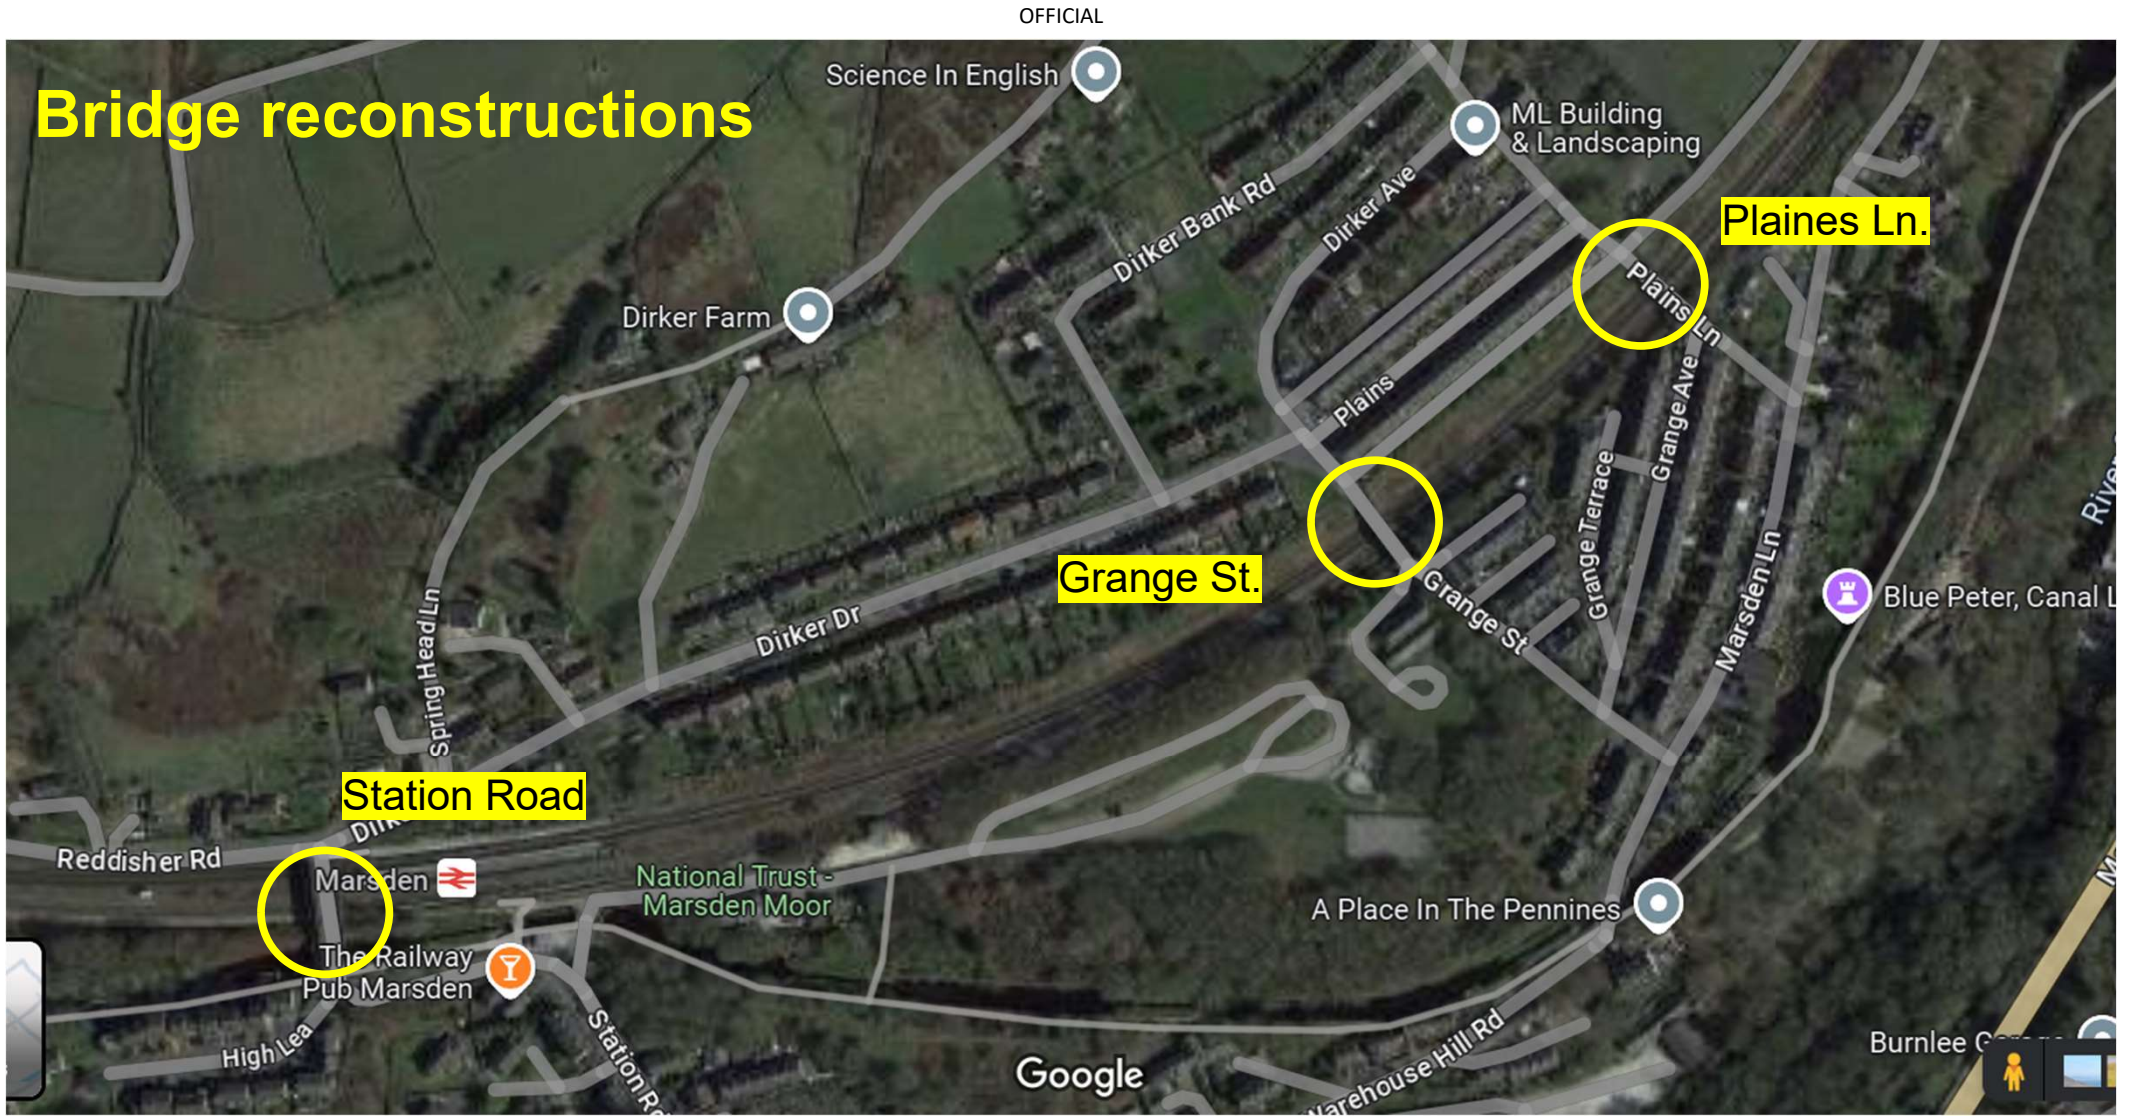 OFFICIAL
Bridge reconstructions
Science In English
ML Building
& Landscaping
Plaines Ln.
Dirker Bank Rd
Dirker Ave
Dirker Farm
Plains Ln
Plains
Grange Ave
Grange Terrace
Grange St.
Grange St
Marsden Ln
Blue Peter, Canal L
River
Spring Head Ln
Dirker Dr
Station Road
Reddisher Rd
Marsden
National Trust -
Marsden Moor
A Place In The Pennines
The Railway
Pub Marsden
High Lea
Station Rd
Google
Warehouse Hill Rd
Burnlee